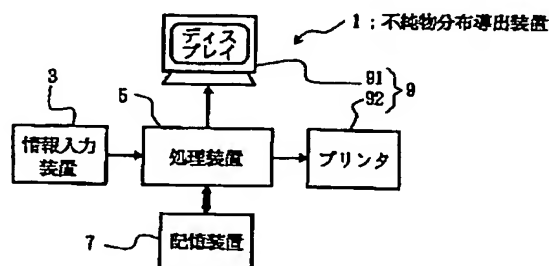 ディス
プレイ
1;不純物分布導出装置
91
92
9
3
情報入力
装置
5
処理装置
プリンタ
7
記憶装置